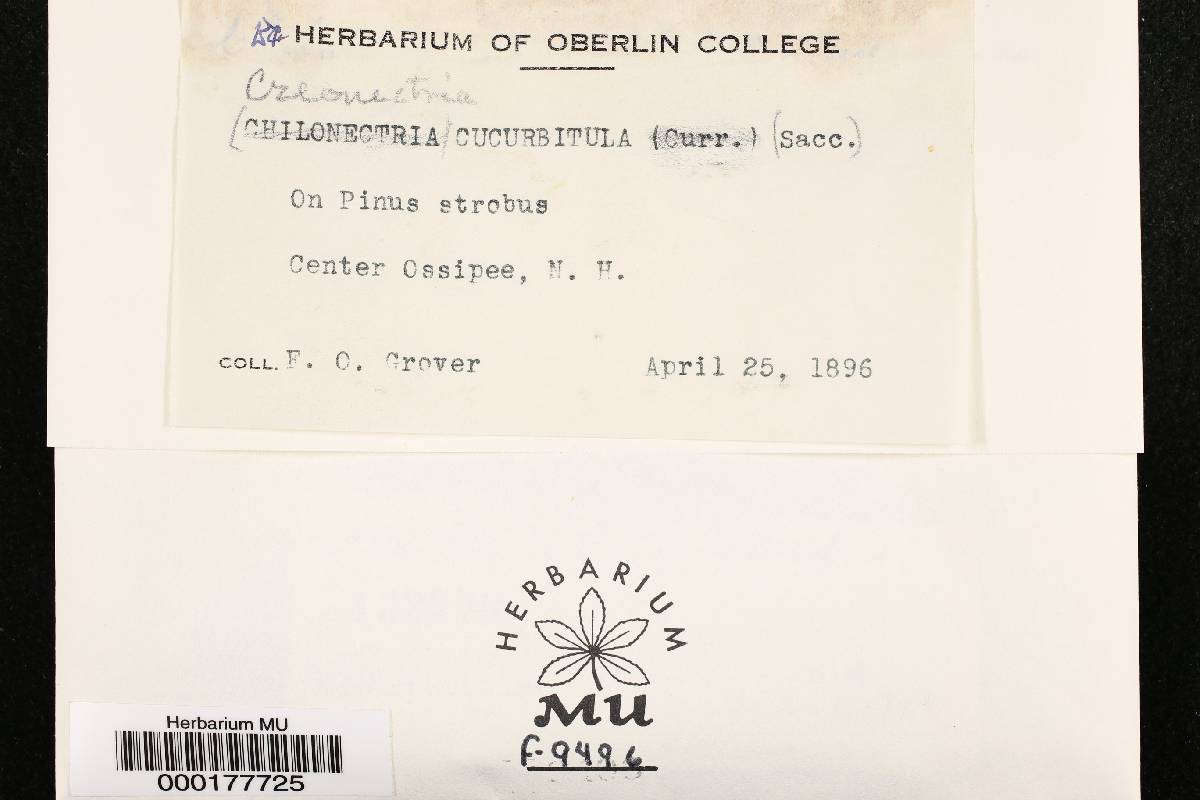 HERBARIUM OF OBERLIN COLLEGE
Creonectria
(CHILONECTRIA) CUCURBITULA (Curr.) (Sacc.)
On Pinus strobus
Center Ossipee, N. H.
COLL. F. O. Grover April 25, 1896
HERBARIUM
MU
F-9496
Herbarium MU
000177725